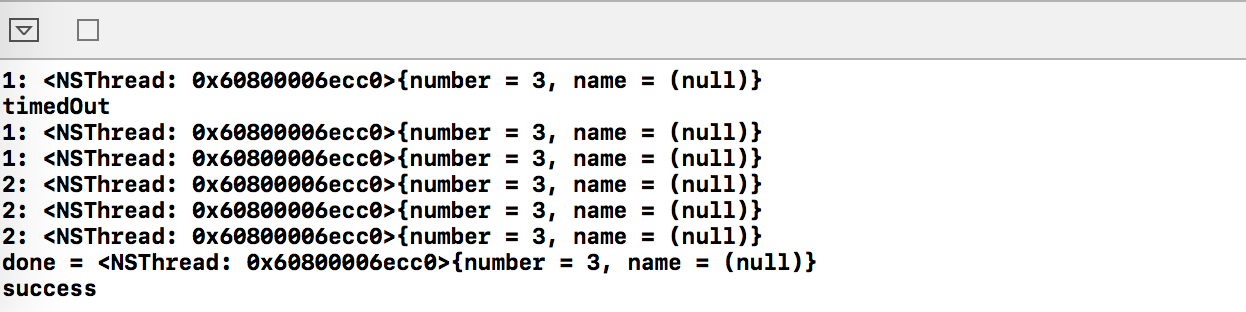 1: <NSThread: 0x60800006ecc0>{number = 3, name = (null)}
timedOut
1: <NSThread: 0x60800006ecc0>{number = 3, name = (null)}
1: <NSThread: 0x60800006ecc0>{number = 3, name = (null)}
2: <NSThread: 0x60800006ecc0>{number = 3, name = (null)}
2: <NSThread: 0x60800006ecc0>{number = 3, name = (null)}
2: <NSThread: 0x60800006ecc0>{number = 3, name = (null)}
done = <NSThread: 0x60800006ecc0>{number = 3, name = (null)}
success